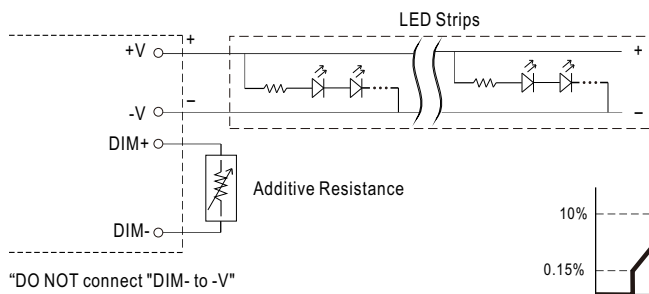 LED Strips
+V + +
-V − −
DIM+
Additive Resistance
DIM-
"DO NOT connect "DIM- to -V"
10%
0.15%